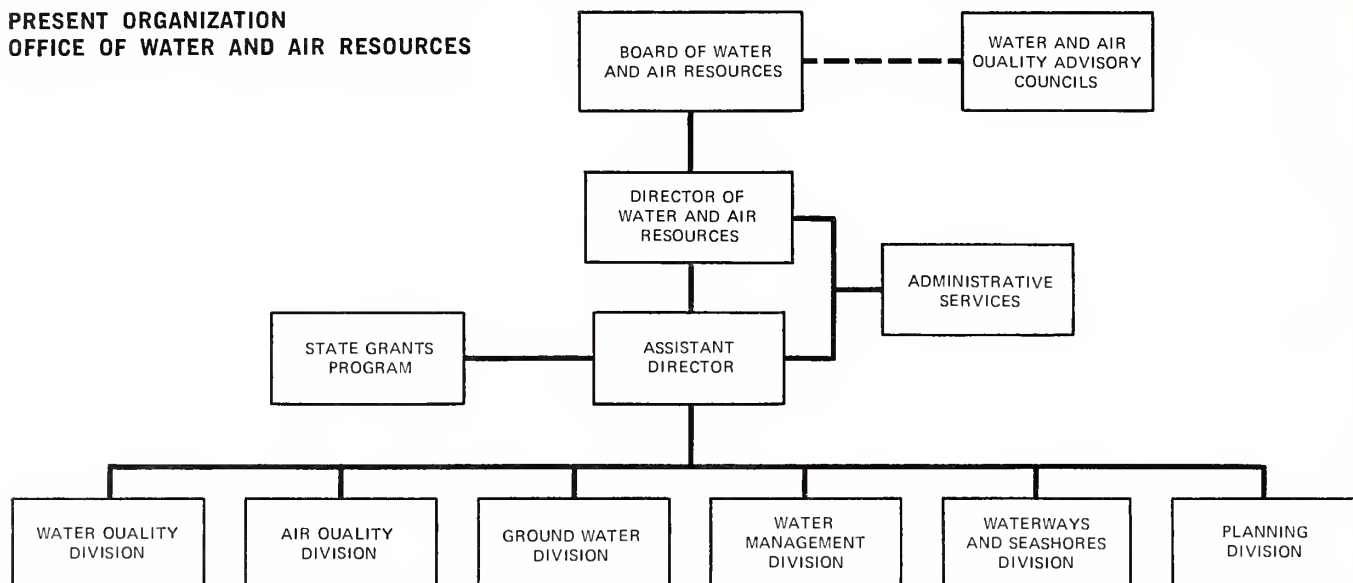 PRESENT ORGANIZATION
OFFICE OF WATER AND AIR RESOURCES
BOARD OF WATER
AND AIR RESOURCES
WATER AND AIR
QUALITY ADVISORY
COUNCILS
DIRECTOR OF
WATER AND AIR
RESOURCES
ADMINISTRATIVE
SERVICES
STATE GRANTS
PROGRAM
ASSISTANT
DIRECTOR
WATER QUALITY
DIVISION
AIR QUALITY
DIVISION
GROUND WATER
DIVISION
WATER
MANAGEMENT
DIVISION
WATERWAYS
AND SEASHORES
DIVISION
PLANNING
DIVISION